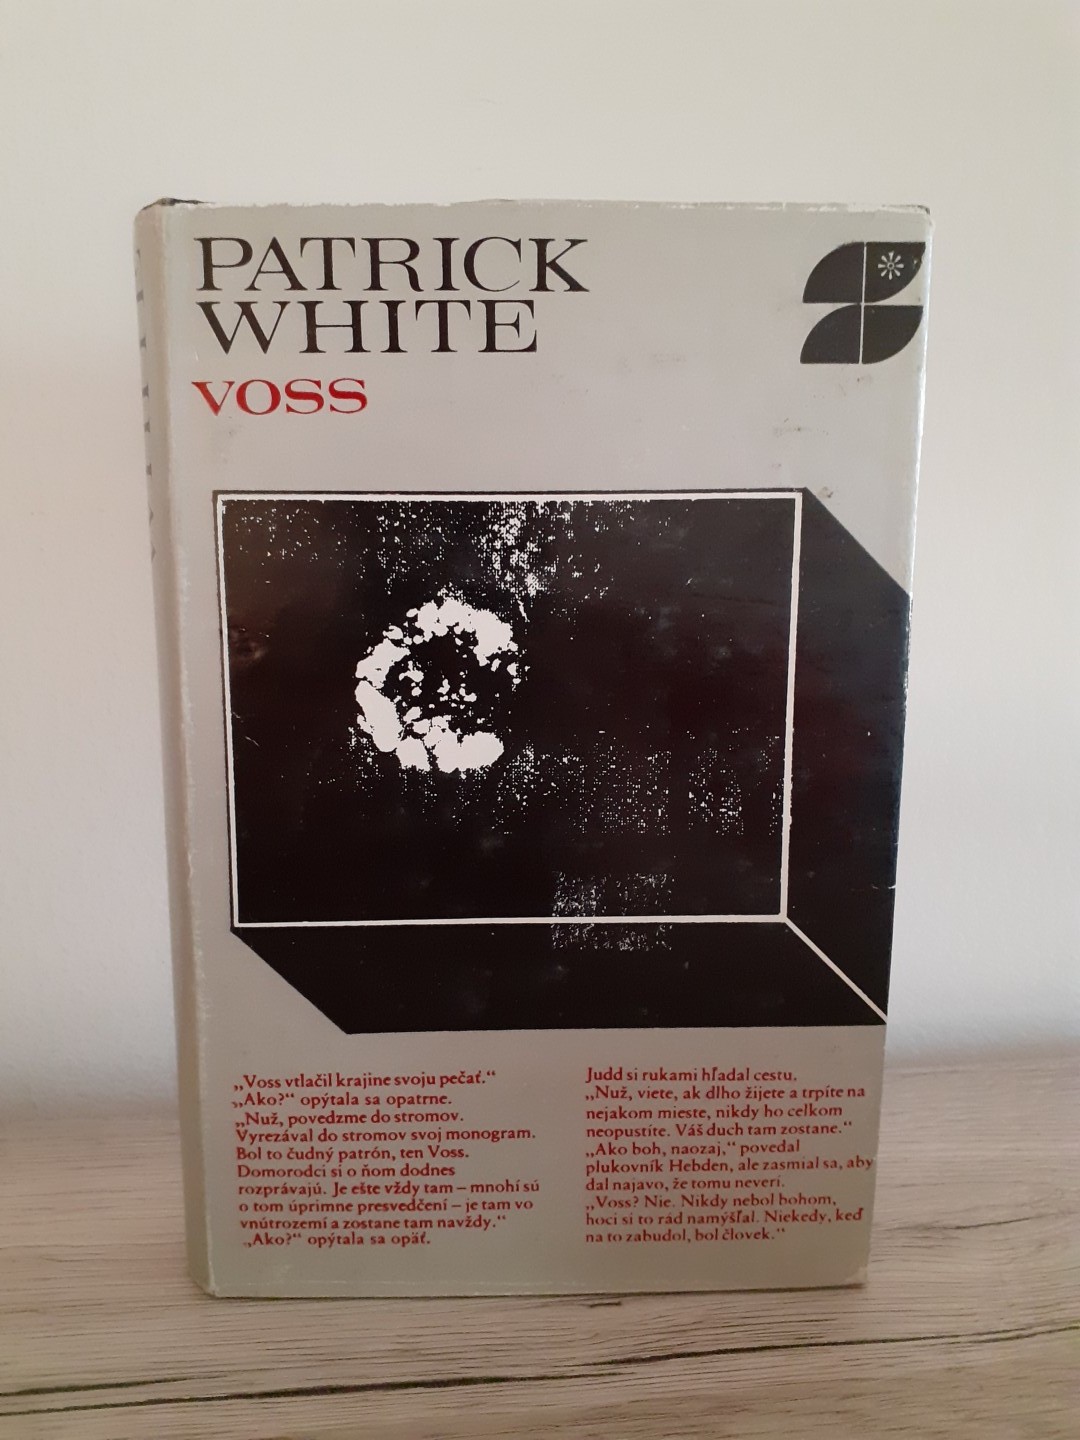 PATRICK
WHITE
VOSS
„Voss vtlačil krajine svoju pečať.“
„Ako?“ opýtala sa opatrne.
„Nuž, povedzme do stromov.
Vyrezával do stromov svoj monogram.
Bol to čudný patrón, ten Voss.
Domorodci si o ňom dodnes
rozprávajú. Je ešte vždy tam – mnohí sú
o tom úprimne presvedčení – je tam vo
vnútrozemí a zostane tam navždy.“
„Ako?“ opýtala sa opäť.
Judd si rukami hľadal cestu.
„Nuž, viete, ak dlho žijete a trpíte na
nejakom mieste, nikdy ho celkom
neopustíte. Váš duch tam zostane.“
„Ako boh, naozaj,“ povedal
plukovník Hebden, ale zasmial sa, aby
dal najavo, že tomu neverí.
„Voss? Nie. Nikdy nebol bohom,
hoci si to rád namýšľal. Niekedy, keď
na to zabudol, bol človek.“